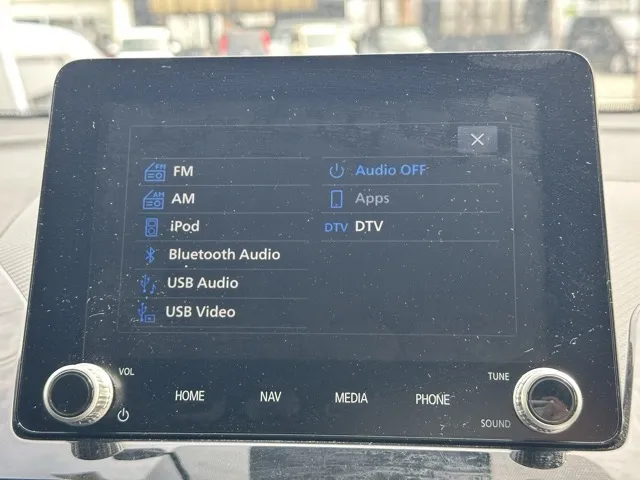 FM
AM
iPod
Bluetooth Audio
USB Audio
USB Video
Audio OFF
Apps
DTV DTV
VOL
HOME
NAV
MEDIA
PHONE
TUNE
SOUND